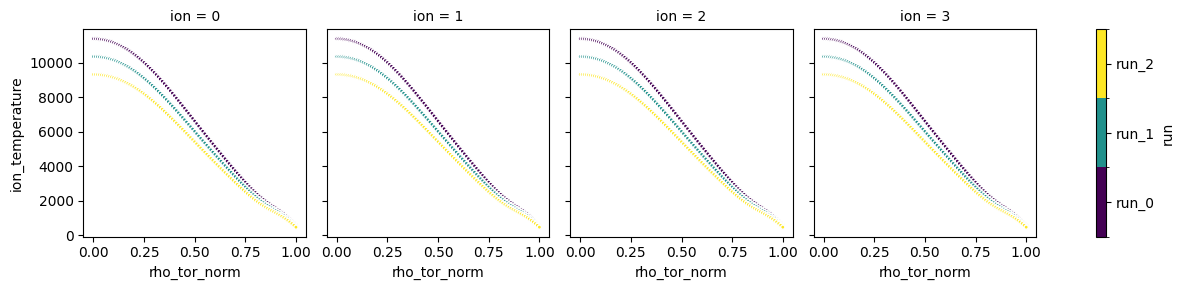 ion = 0
ion = 1
ion = 2
ion = 3
ion_temperature
10000
8000
6000
4000
2000
0
0.00 0.25 0.50 0.75 1.00
0.00 0.25 0.50 0.75 1.00
0.00 0.25 0.50 0.75 1.00
0.00 0.25 0.50 0.75 1.00
rho_tor_norm
rho_tor_norm
rho_tor_norm
rho_tor_norm
run_2
run_1
run_0
run